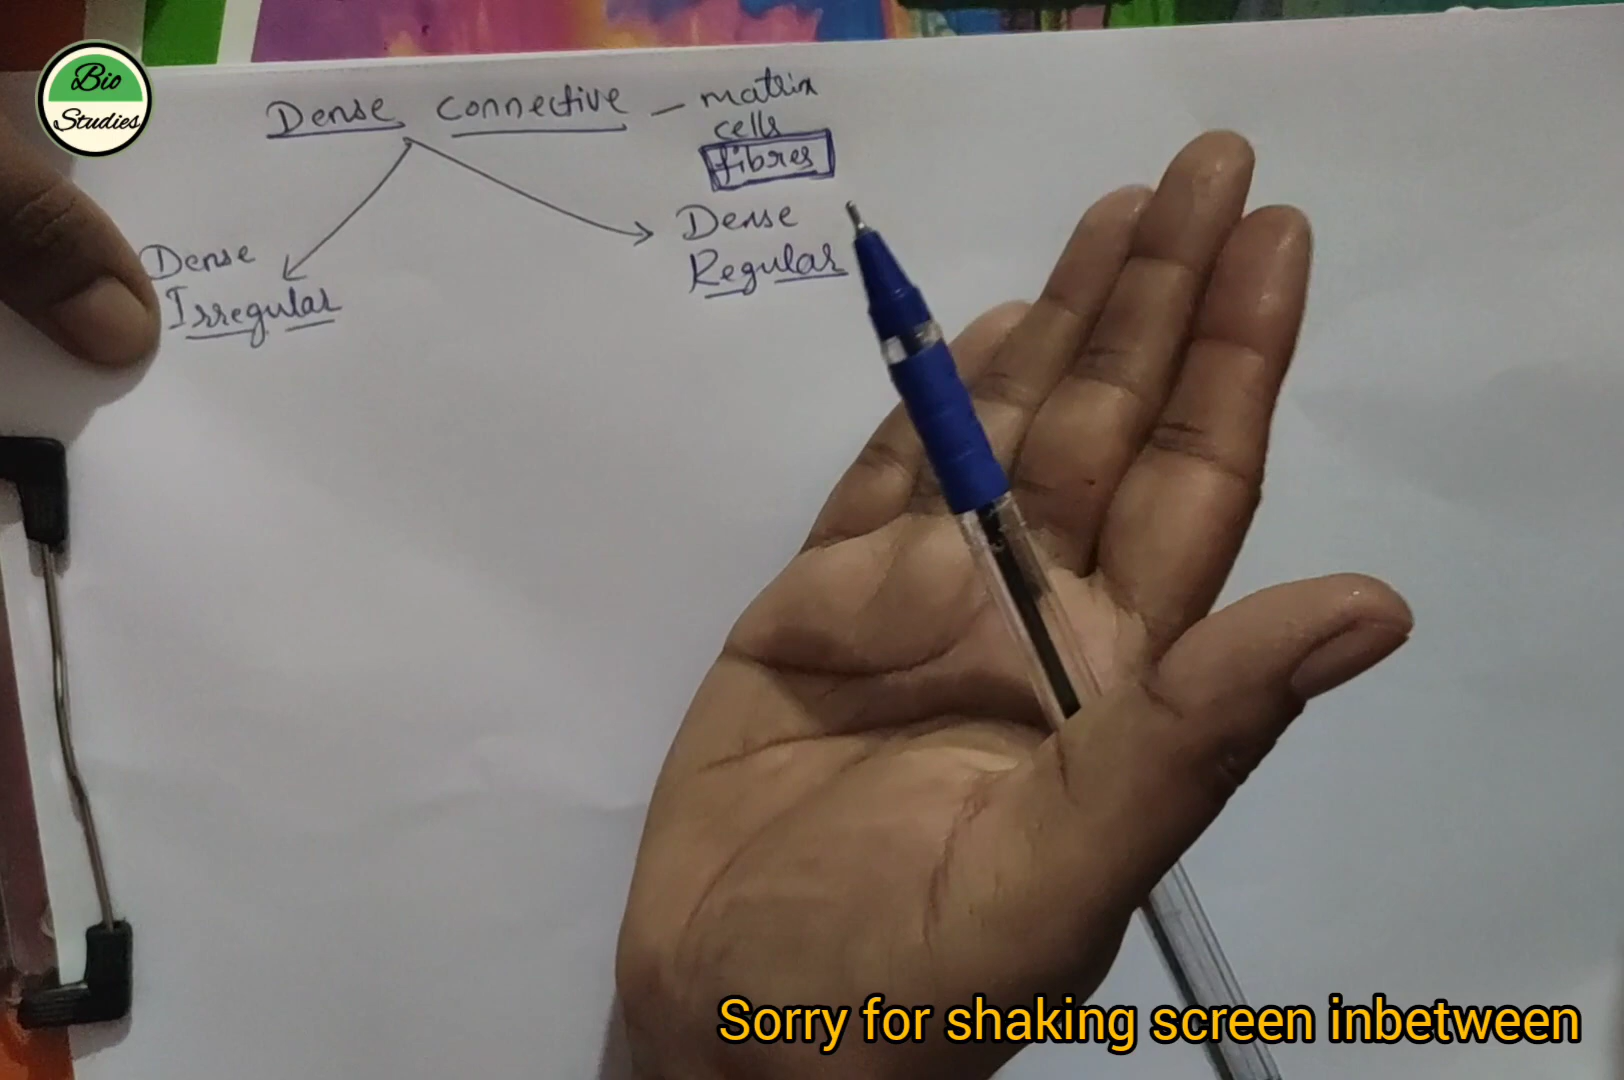 Bio
Studies
Dense connective - matrix
cells
fibres
Dense
Regular
Dense
Irregular
Sorry for shaking screen inbetween